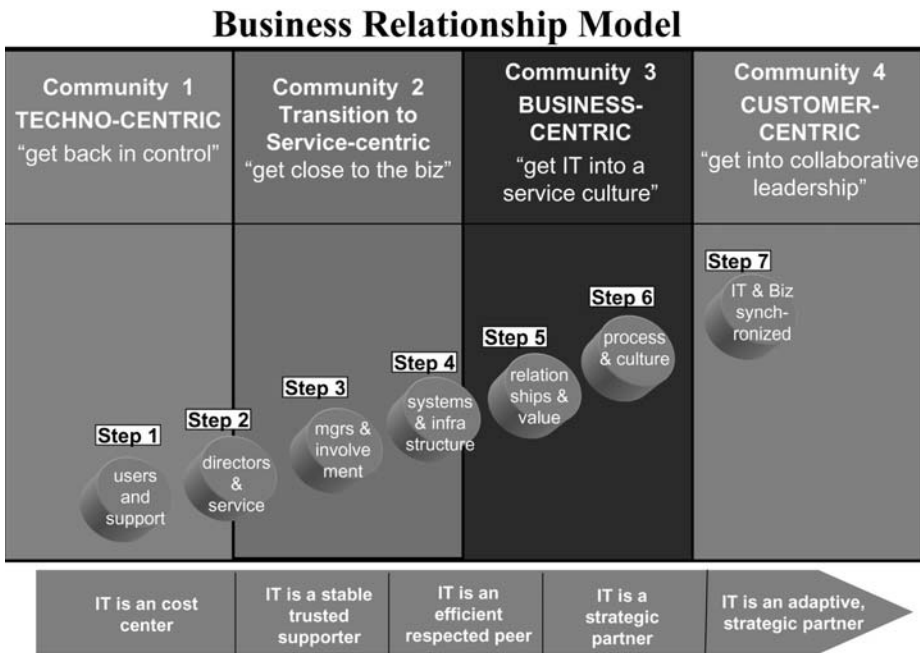 Business Relationship Model
Community 1
TECHNO-CENTRIC
“get back in control”
Community 2
Transition to
Service-centric
“get close to the biz”
Community 3
BUSINESS-
CENTRIC
“get IT into a
service culture”
Community 4
CUSTOMER-
CENTRIC
“get into collaborative
leadership”
Step 1
users
and
support
Step 2
directors
&
service
Step 3
mgrs &
involve
ment
Step 4
systems
& infra
structure
Step 5
relation
ships &
value
Step 6
process
& culture
Step 7
IT & Biz
synch-
ronized
IT is an cost
center
IT is a stable
trusted
supporter
IT is an
efficient
respected peer
IT is a
strategic
partner
IT is an adaptive,
strategic partner